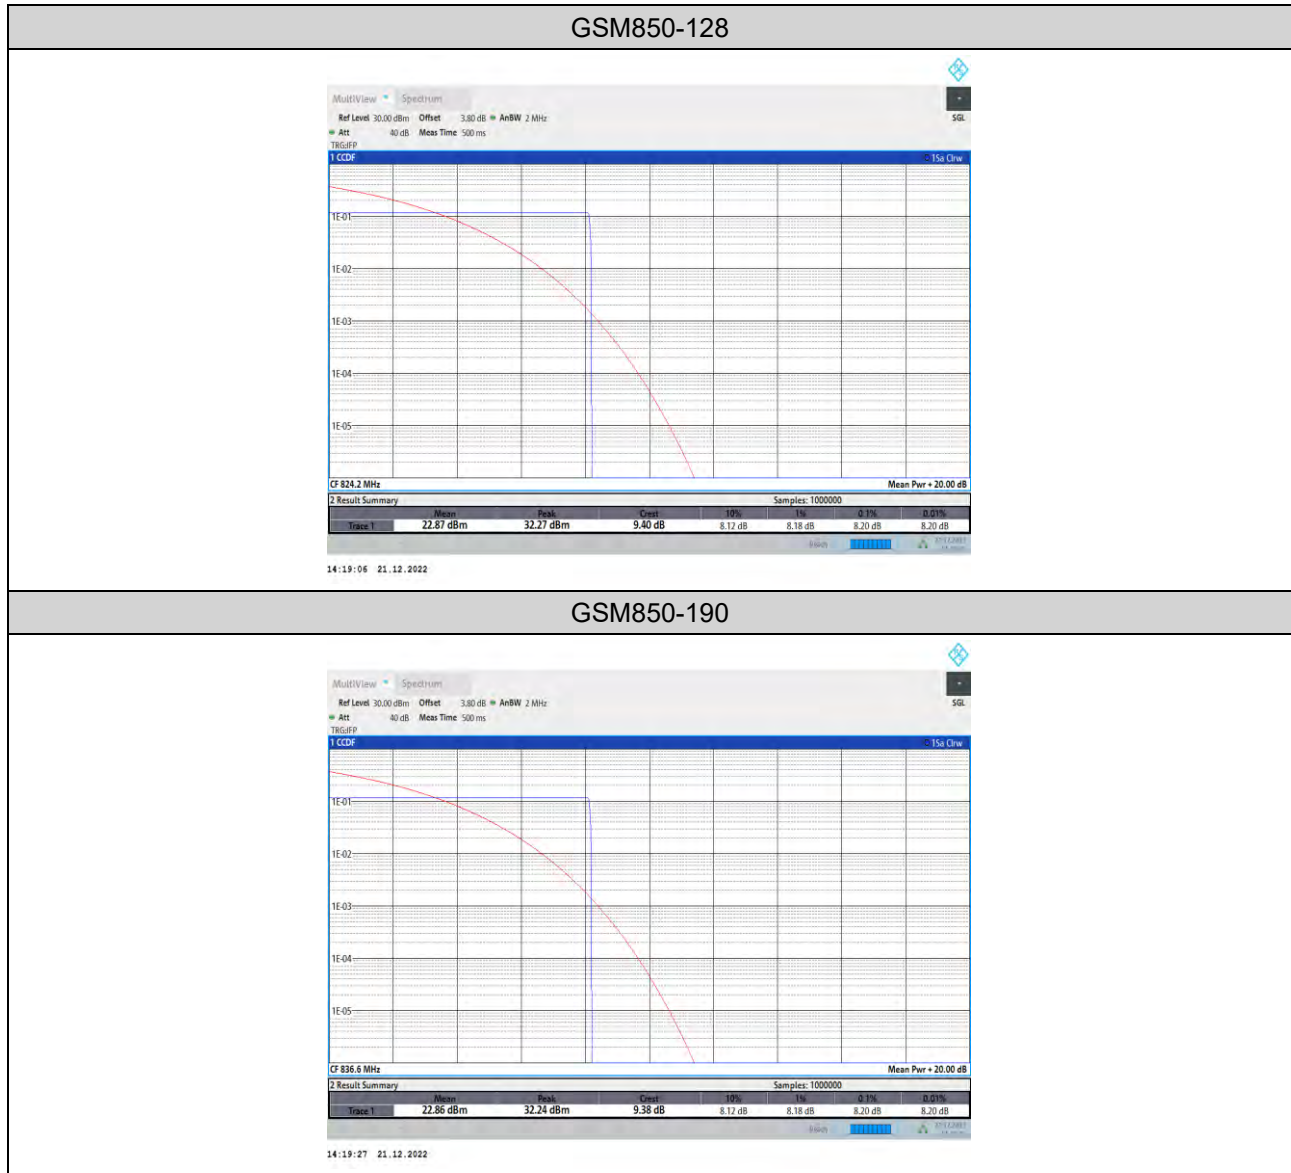 GSM850-128
MultiView Spectrum
Ref Level 30.00 dBm Offset 3.80 dB AnBW 2 MHz SGL
Att 40 dB Meas Time 500 ms
TRG:IFP
1 CCDF 1Sa Clrw
1E-01
1E-02
1E-03
1E-04
1E-05
CF 824.2 MHz Mean Pwr + 20.00 dB
2 Result Summary Samples: 1000000
Mean Peak Crest 10% 1% 0.1% 0.01%
Trace 1 22.87 dBm 32.27 dBm 9.40 dB 8.12 dB 8.18 dB 8.20 dB 8.20 dB
14:19:06 21.12.2022
GSM850-190
MultiView Spectrum
Ref Level 30.00 dBm Offset 3.80 dB AnBW 2 MHz SGL
Att 40 dB Meas Time 500 ms
TRG:IFP
1 CCDF 1Sa Clrw
1E-01
1E-02
1E-03
1E-04
1E-05
CF 836.6 MHz Mean Pwr + 20.00 dB
2 Result Summary Samples: 1000000
Mean Peak Crest 10% 1% 0.1% 0.01%
Trace 1 22.86 dBm 32.24 dBm 9.38 dB 8.12 dB 8.18 dB 8.20 dB 8.20 dB
14:19:27 21.12.2022